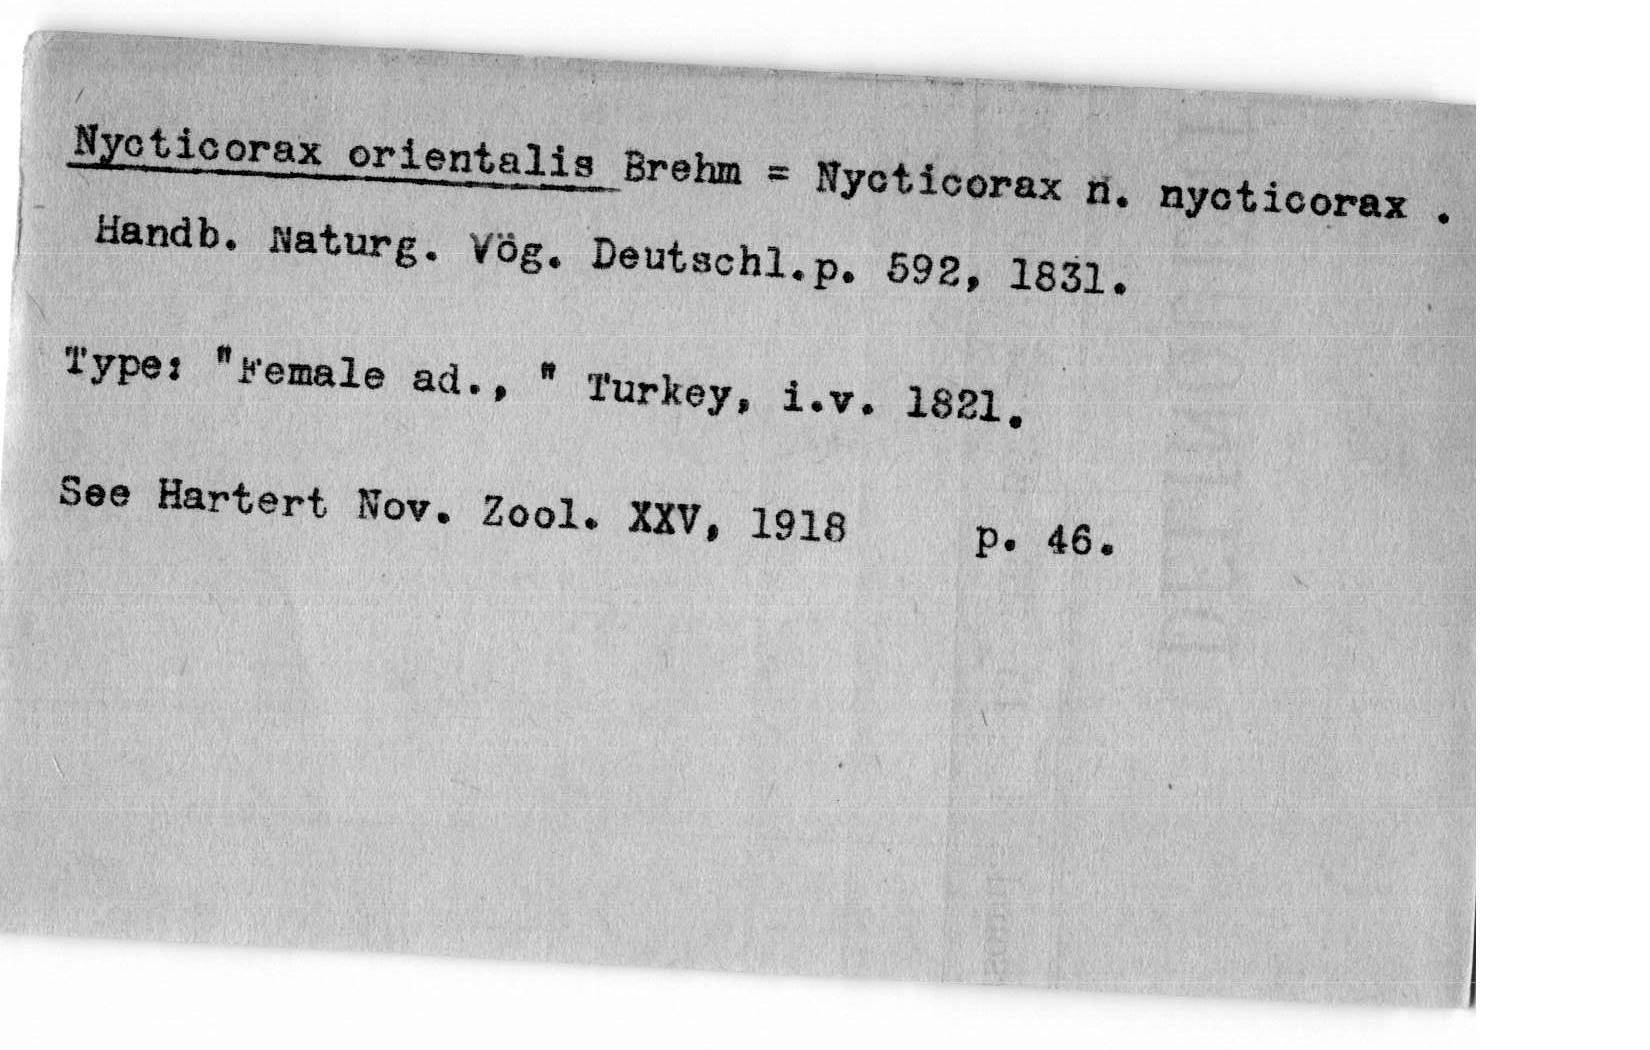 Nycticorax orientalis Brehm = Nycticorax n. nycticorax .
Handb. Naturg. Vög. Deutschl.p. 592, 1831.
Type: "Female ad., " Turkey, i.v. 1821.
See Hartert Nov. Zool. XXV, 1918 p. 46.